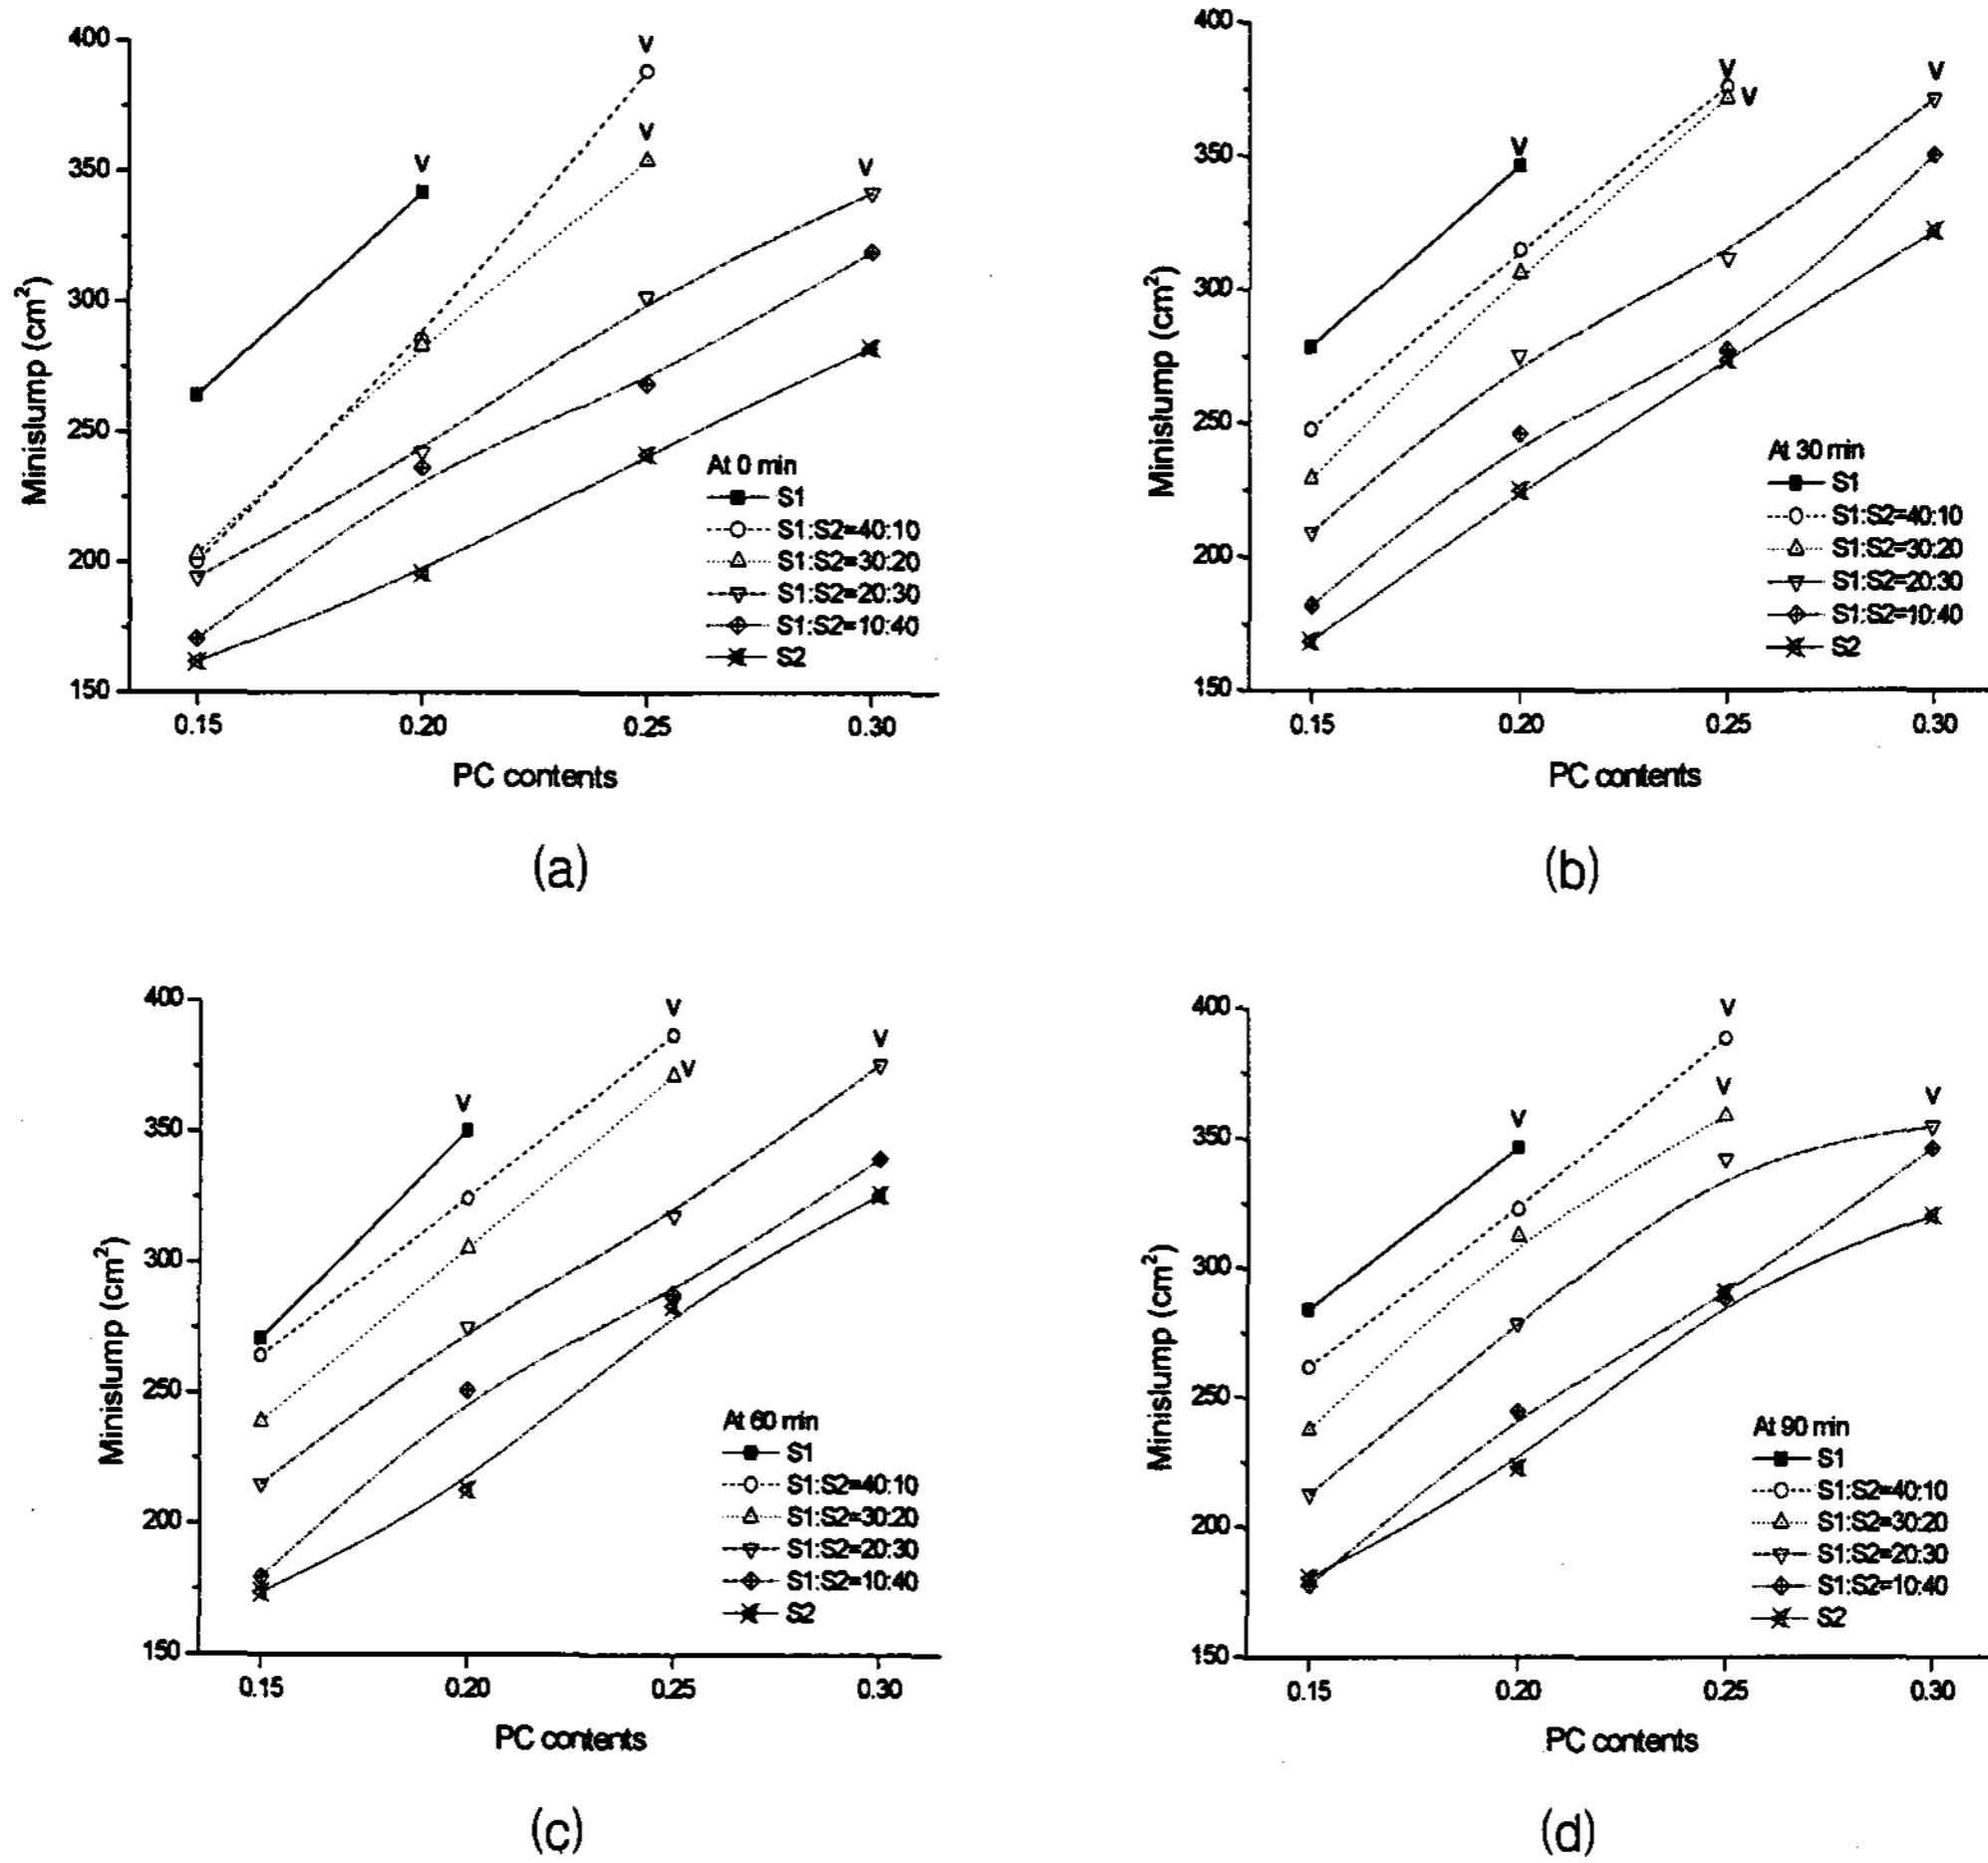 400
350
300
250
200
150
Minislump (cm²)
V
V
V
V
At 0 min
S1
S1:S2=40:10
S1:S2=30:20
S1:S2=20:30
S1:S2=10:40
S2
0.15 0.20 0.25 0.30
PC contents
(a)
400
350
300
250
200
150
Minislump (cm²)
V
V
V
V
At 30 min
S1
S1:S2=40:10
S1:S2=30:20
S1:S2=20:30
S1:S2=10:40
S2
0.15 0.20 0.25 0.30
PC contents
(b)
400
350
300
250
200
150
Minislump (cm²)
V
V
V
V
At 60 min
S1
S1:S2=40:10
S1:S2=30:20
S1:S2=20:30
S1:S2=10:40
S2
0.15 0.20 0.25 0.30
PC contents
(c)
400
350
300
250
200
150
Minislump (cm²)
V
V
V
V
At 90 min
S1
S1:S2=40:10
S1:S2=30:20
S1:S2=20:30
S1:S2=10:40
S2
0.15 0.20 0.25 0.30
PC contents
(d)